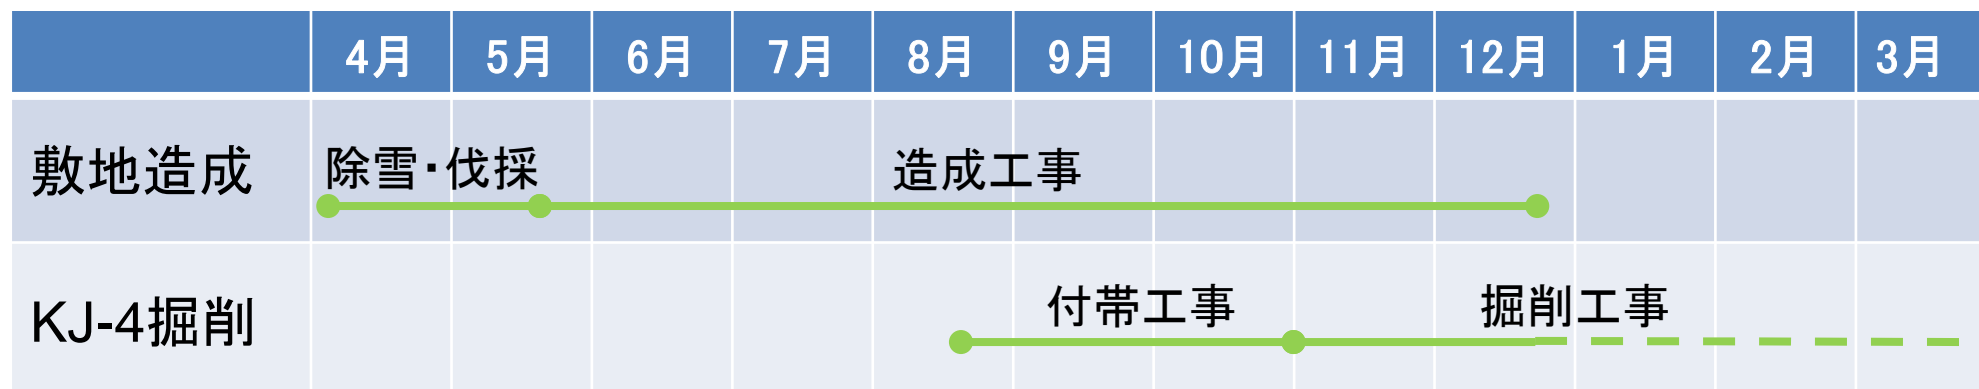 4月 5月 6月 7月 8月 9月 10月 11月 12月 1月 2月 3月
敷地造成 除雪・伐採 造成工事
KJ-4掘削 付帯工事 掘削工事